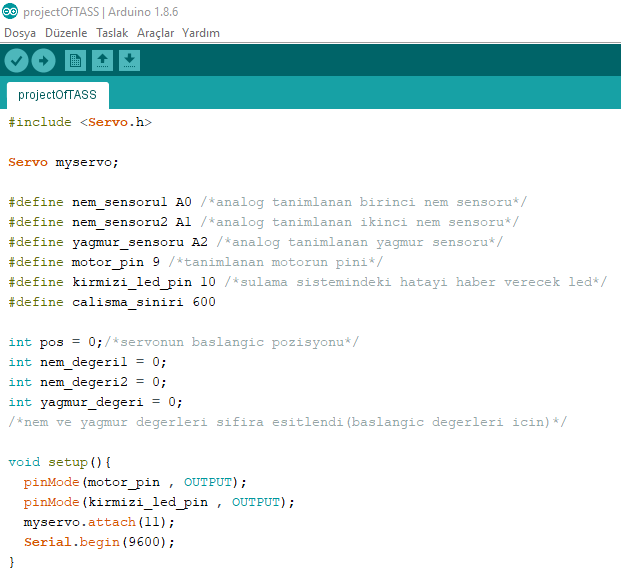 projectOfTASS | Arduino 1.8.6
Dosya Düzenle Taslak Araçlar Yardım
projectOfTASS
#include <Servo.h>
Servo myservo;
#define nem_sensoru1 A0 /*analog tanimlanan birinci nem sensoru*/
#define nem_sensoru2 A1 /*analog tanimlanan ikinci nem sensoru*/
#define yagmur_sensoru A2 /*analog tanimlanan yagmur sensoru*/
#define motor_pin 9 /*tanimlanan motorun pini*/
#define kirmizi_led_pin 10 /*sulama sistemindeki hatayi haber verecek led*/
#define calisma_siniri 600
int pos = 0;/*servonun baslangic pozisyonu*/
int nem_degeri1 = 0;
int nem_degeri2 = 0;
int yagmur_degeri = 0;
/*nem ve yagmur degerleri sifira esitlendi(baslangic degerleri icin)*/
void setup(){
  pinMode(motor_pin , OUTPUT);
  pinMode(kirmizi_led_pin , OUTPUT);
  myservo.attach(11);
  Serial.begin(9600);
}